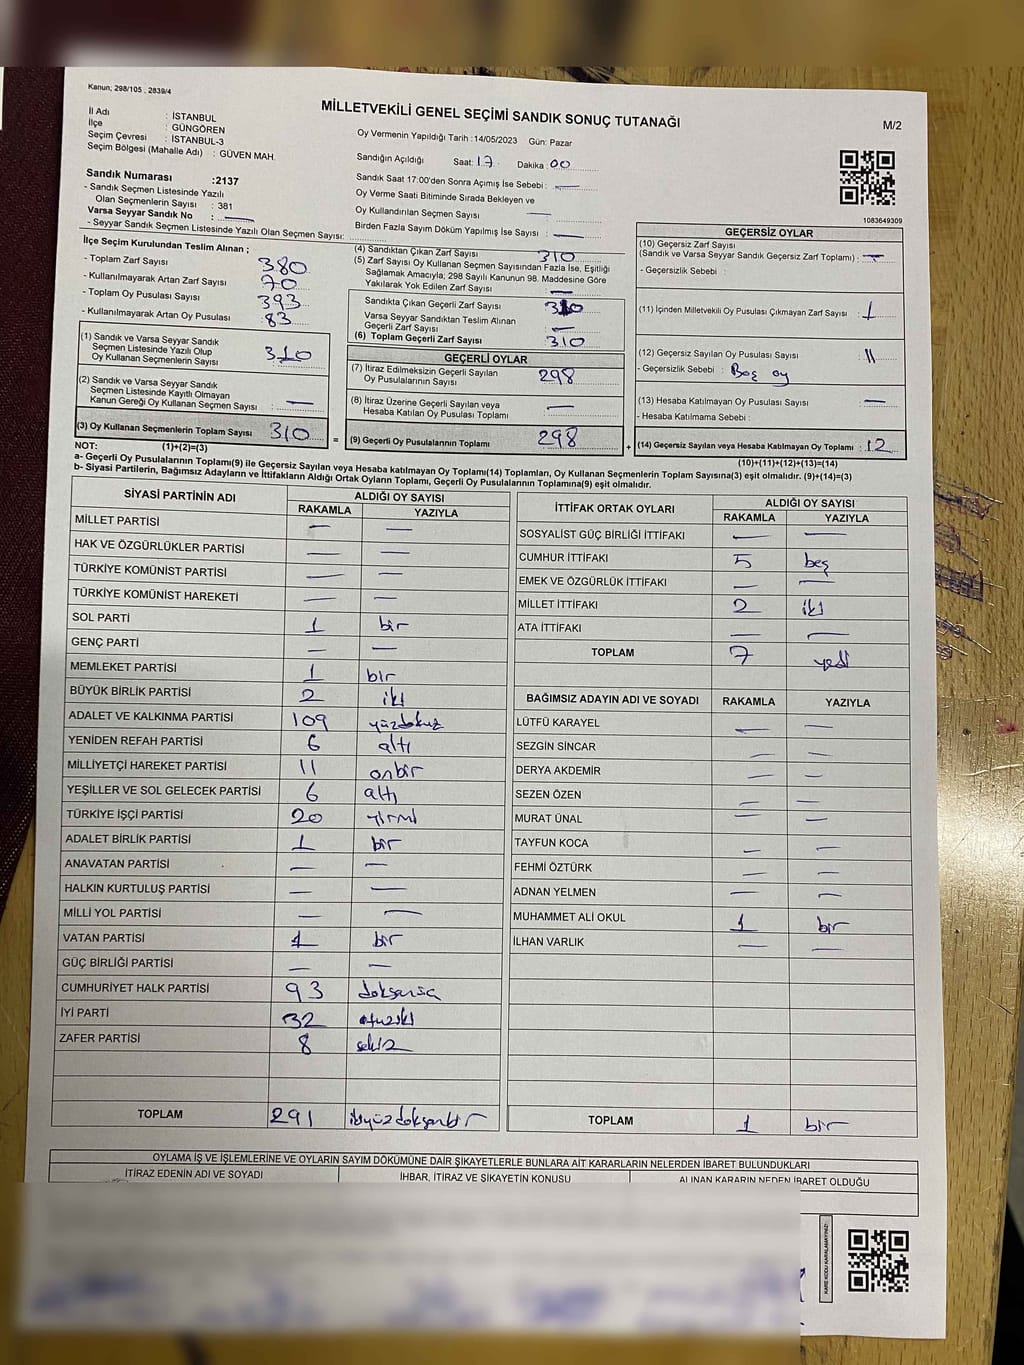 Kanun; 298/105 , 2839/4
MİLLETVEKİLİ GENEL SEÇİMİ SANDIK SONUÇ TUTANAĞI
M/2
İl Adı : İSTANBUL
İlçe : GÜNGÖREN
Seçim Çevresi : İSTANBUL-3
Seçim Bölgesi (Mahalle Adı) : GÜVEN MAH.
Sandık Numarası :2137
- Sandık Seçmen Listesinde Yazılı
Olan Seçmenlerin Sayısı : 381
Varsa Seyyar Sandık No : —
- Seyyar Sandık Seçmen Listesinde Yazılı Olan Seçmen Sayısı:
Oy Vermenin Yapıldığı Tarih :14/05/2023 Gün: Pazar
Sandığın Açıldığı Saat: 17 Dakika : 00
Sandık Saat 17:00'den Sonra Açımış İse Sebebi : —
Oy Verme Saati Bitiminde Sırada Bekleyen ve
Oy Kullandırılan Seçmen Sayısı —
Birden Fazla Sayım Döküm Yapılmış İse Sayısı : —
1083649309
İlçe Seçim Kurulundan Teslim Alınan ;
- Toplam Zarf Sayısı 380
- Kullanılmayarak Artan Zarf Sayısı 70
- Toplam Oy Pusulası Sayısı 393
- Kullanılmayarak Artan Oy Pusulası 83
(1) Sandık ve Varsa Seyyar Sandık
Seçmen Listesinde Yazılı Olup
Oy Kullanan Seçmenlerin Sayısı 310
(2) Sandık ve Varsa Seyyar Sandık
Seçmen Listesinde Kayıtlı Olmayan
Kanun Gereği Oy Kullanan Seçmen Sayısı : —
(3) Oy Kullanan Seçmenlerin Toplam Sayısı 310
(4) Sandıktan Çıkan Zarf Sayısı 310
(5) Zarf Sayısı Oy Kullanan Seçmen Sayısından Fazla İse, Eşitliği
Sağlamak Amacıyla; 298 Sayılı Kanunun 98. Maddesine Göre
Yakılarak Yok Edilen Zarf Sayısı —
Sandıkta Çıkan Geçerli Zarf Sayısı 310
Varsa Seyyar Sandıktan Teslim Alınan
Geçerli Zarf Sayısı —
(6) Toplam Geçerli Zarf Sayısı 310
GEÇERLİ OYLAR
(7) İtiraz Edilmeksizin Geçerli Sayılan
Oy Pusulalarının Sayısı 298
(8) İtiraz Üzerine Geçerli Sayılan veya
Hesaba Katılan Oy Pusulası Toplamı —
= (9) Geçerli Oy Pusulalarının Toplamı 298
GEÇERSİZ OYLAR
(10) Geçersiz Zarf Sayısı
(Sandık ve Varsa Seyyar Sandık Geçersiz Zarf Toplamı) : —
- Geçersizlik Sebebi :
(11) İçinden Milletvekili Oy Pusulası Çıkmayan Zarf Sayısı 1
(12) Geçersiz Sayılan Oy Pusulası Sayısı 11
- Geçersizlik Sebebi : Boş oy
(13) Hesaba Katılmayan Oy Pusulası Sayısı —
- Hesaba Katılmama Sebebi :
+ (14) Geçersiz Sayılan veya Hesaba Katılmayan Oy Toplamı : 12
NOT: (1)+(2)=(3)
(10)+(11)+(12)+(13)=(14)
a- Geçerli Oy Pusulalarının Toplamı(9) ile Geçersiz Sayılan veya Hesaba katılmayan Oy Toplamı(14) Toplamları, Oy Kullanan Seçmenlerin Toplam Sayısına(3) eşit olmalıdır. (9)+(14)=(3)
b- Siyasi Partilerin, Bağımsız Adayların ve İttifakların Aldığı Ortak Oyların Toplamı, Geçerli Oy Pusulalarının Toplamına(9) eşit olmalıdır.
SİYASİ PARTİNİN ADI ALDIĞI OY SAYISI
RAKAMLA YAZIYLA
MİLLET PARTİSİ — —
HAK VE ÖZGÜRLÜKLER PARTİSİ — —
TÜRKİYE KOMÜNİST PARTİSİ — —
TÜRKİYE KOMÜNİST HAREKETİ — —
SOL PARTİ 1 bir
GENÇ PARTİ — —
MEMLEKET PARTİSİ 1 bir
BÜYÜK BİRLİK PARTİSİ 2 iki
ADALET VE KALKINMA PARTİSİ 109 yüzdokuz
YENİDEN REFAH PARTİSİ 6 altı
MİLLİYETÇİ HAREKET PARTİSİ 11 onbir
YEŞİLLER VE SOL GELECEK PARTİSİ 6 altı
TÜRKİYE İŞÇİ PARTİSİ 20 yirmi
ADALET BİRLİK PARTİSİ 1 bir
ANAVATAN PARTİSİ — —
HALKIN KURTULUŞ PARTİSİ — —
MİLLİ YOL PARTİSİ — —
VATAN PARTİSİ 1 bir
GÜÇ BİRLİĞİ PARTİSİ — —
CUMHURİYET HALK PARTİSİ 93
İYİ PARTİ 32 otuziki
ZAFER PARTİSİ 8 sekiz
TOPLAM 291 ikiyüzdoksanbir
İTTİFAK ORTAK OYLARI ALDIĞI OY SAYISI
RAKAMLA YAZIYLA
SOSYALİST GÜÇ BİRLİĞİ İTTİFAKI — —
CUMHUR İTTİFAKI 5 beş
EMEK VE ÖZGÜRLÜK İTTİFAKI — —
MİLLET İTTİFAKI 2 iki
ATA İTTİFAKI — —
TOPLAM 7 yedi
BAĞIMSIZ ADAYIN ADI VE SOYADI RAKAMLA YAZIYLA
LÜTFÜ KARAYEL — —
SEZGİN SİNCAR — —
DERYA AKDEMİR — —
SEZEN ÖZEN — —
MURAT ÜNAL — —
TAYFUN KOCA — —
FEHMİ ÖZTÜRK — —
ADNAN YELMEN — —
MUHAMMET ALİ OKUL 1 bir
İLHAN VARLIK — —
TOPLAM 1 bir
OYLAMA İŞ VE İŞLEMLERİNE VE OYLARIN SAYIM DÖKÜMÜNE DAİR ŞİKAYETLERLE BUNLARA AİT KARARLARIN NELERDEN İBARET BULUNDUKLARI
İTİRAZ EDENİN ADI VE SOYADI İHBAR, İTİRAZ VE ŞİKAYETİN KONUSU ALINAN KARARIN NEDEN İBARET OLDUĞU
KARE KODU KARALAMAYINIZ!